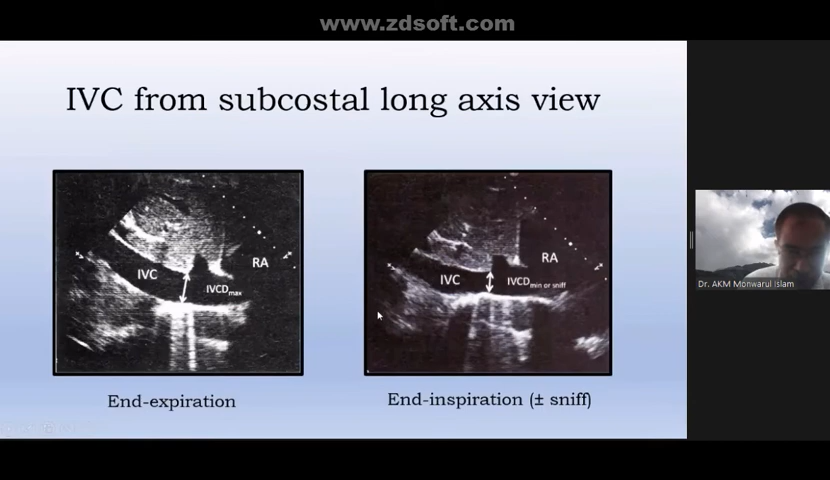 www.zdsoft.com
IVC from subcostal long axis view
IVC
RA
IVCDmax
IVC
RA
IVCDmin or sniff
End-expiration
End-inspiration (± sniff)
Dr. AKM Monwarul Islam